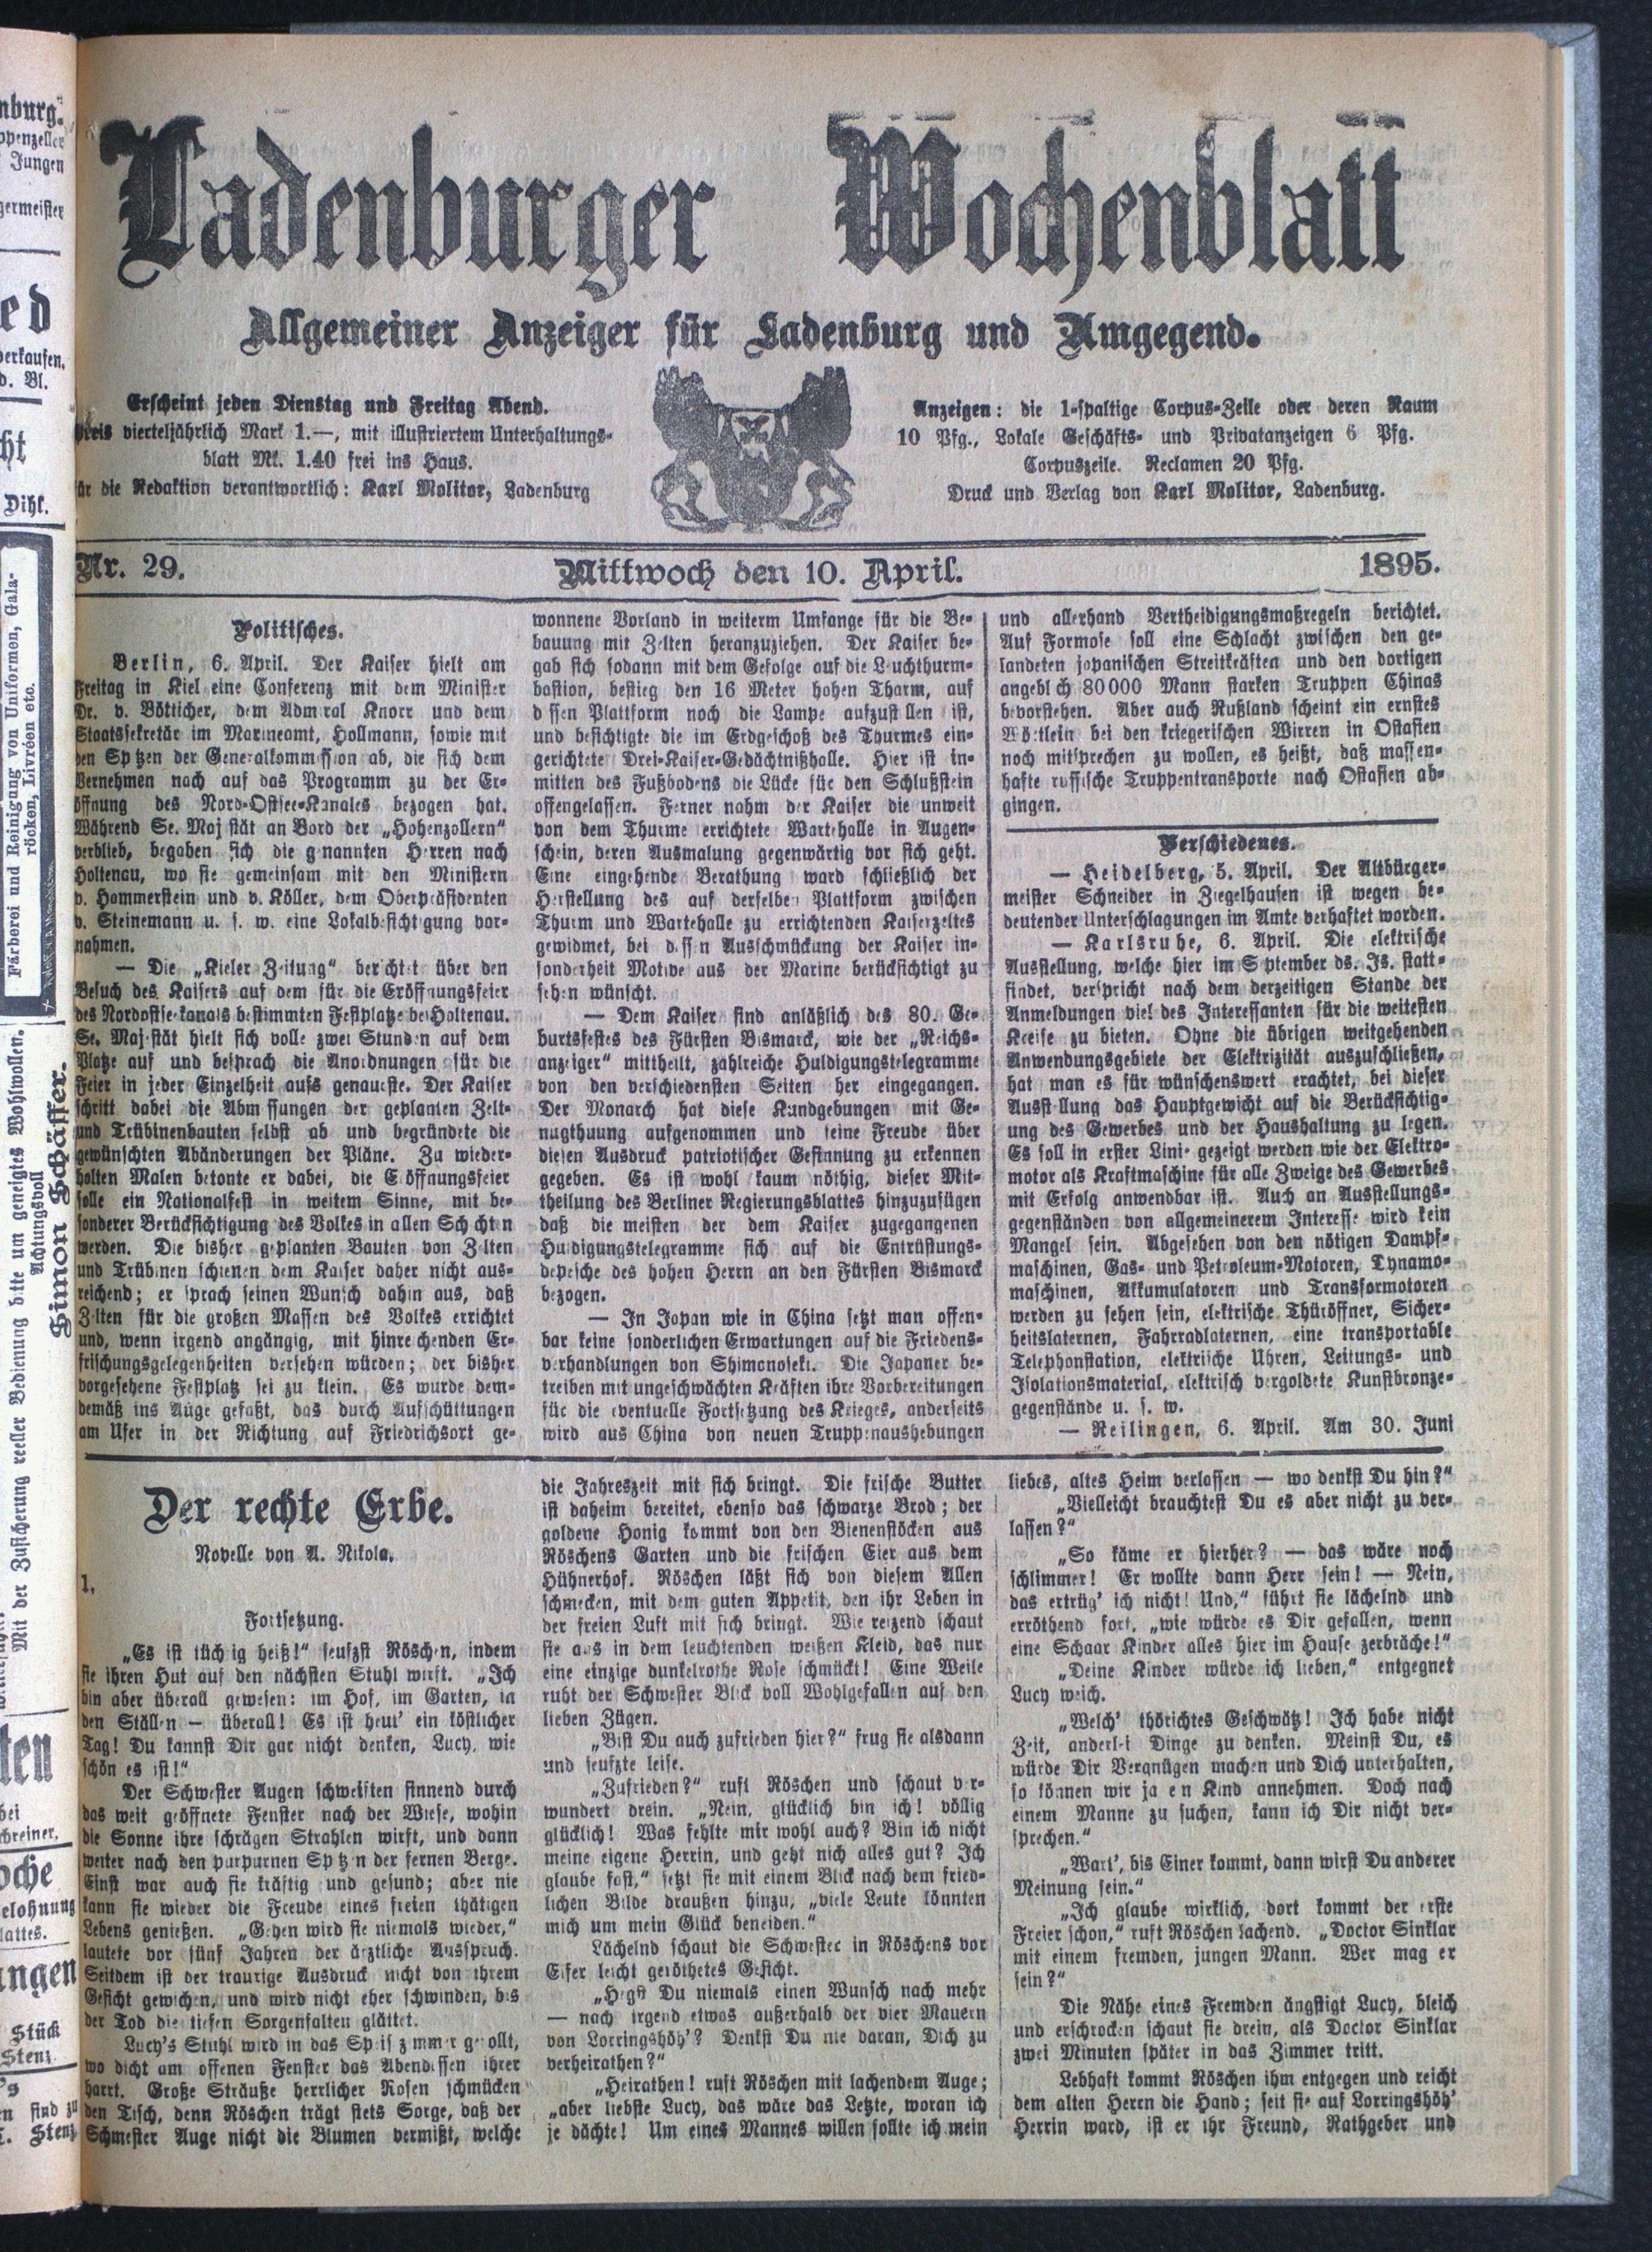 Ladenburger Wochenblatt
Allgemeiner Anzeiger für Ladenburg und Umgegend.
Erscheint jeden Dienstag und Freitag Abend.
Preis vierteljährlich Mark 1.—, mit illustriertem Unterhaltungs-
blatt Mk. 1.40 frei ins Haus.
für die Redaktion verantwortlich: Karl Molitor, Ladenburg
Anzeigen: die 1-spaltige Corpus-Zeile oder deren Raum
10 Pfg., Lokale Geschäfts- und Privatanzeigen 6 Pfg.
Corpuszeile. Reclamen 20 Pfg.
Druck und Verlag von Karl Molitor, Ladenburg.
Nr. 29. Mittwoch den 10. April. 1895.
Politisches.
Berlin, 6. April. Der Kaiser hielt am
Freitag in Kiel eine Conferenz mit dem Minister
Dr. v. Bötticher, dem Admiral Knorr und dem
Staatssekretär im Marineamt, Hollmann, sowie mit
den Spitzen der Generalkommission ab, die sich dem
Vernehmen nach auf das Programm zu der Er-
öffnung des Nord-Ostsee-Kanales bezogen hat.
Während Se. Majestät an Bord der „Hohenzollern“
verblieb, begaben sich die genannten Herren nach
Holtenau, wo sie gemeinsam mit den Ministern
v. Hammerstein und v. Köller, dem Oberpräsidenten
v. Steinemann u. s. w. eine Lokalbesichtigung vor-
nahmen.
— Die „Kieler Zeitung“ berichtet über den
Besuch des Kaisers auf dem für die Eröffnungsfeier
des Nordostseekanals bestimmten Festplatze bei Holtenau.
Se. Majestät hielt sich volle zwei Stunden auf dem
Platze auf und besprach die Anordnungen für die
Feier in jeder Einzelheit aufs genaueste. Der Kaiser
schritt dabei die Abmessungen der geplanten Zelt-
und Trübinenbauten selbst ab und begründete die
gewünschten Abänderungen der Pläne. Zu wieder-
holten Malen betonte er dabei, die Eröffnungsfeier
solle ein Nationalfest in weitem Sinne, mit be-
sonderer Berücksichtigung des Volkes in allen Schichten
werden. Die bisher geplanten Bauten von Zelten
und Trübinen schienen dem Kaiser daher nicht aus-
reichend; er sprach seinen Wunsch dahin aus, daß
Zelten für die großen Massen des Volkes errichtet
und, wenn irgend angängig, mit hinreichenden Er-
frischungsgelegenheiten versehen würden; der bisher
vorgesehene Festplatz sei zu klein. Es wurde dem-
demäß ins Auge gefaßt, das durch Aufschüttungen
am Ufer in der Richtung auf Friedrichsort ge-
wonnene Vorland in weiterm Umfange für die Be-
bauung mit Zelten heranzuziehen. Der Kaiser be-
gab sich sodann mit dem Gefolge auf die Leuchthurm-
bastion, bestieg den 16 Meter hohen Thurm, auf
dessen Plattform noch die Lampe aufzustellen ist,
und besichtigte die im Erdgeschoß des Thurmes ein-
gerichtete Drei-Kaiser-Gedächtnißhalle. Hier ist in-
mitten des Fußbodens die Lücke für den Schlußstein
offengelassen. Ferner nahm der Kaiser die unweit
von dem Thurme errichtete Wartehalle in Augen-
schein, deren Ausmalung gegenwärtig vor sich geht.
Eine eingehende Berathung ward schließlich der
Herstellung des auf derselben Plattform zwischen
Thurm und Wartehalle zu errichtenden Kaiserzeltes
gewidmet, bei dessen Ausschmückung der Kaiser in-
sonderheit Motive aus der Marine berücksichtigt zu
sehen wünscht.
— Dem Kaiser sind anläßlich des 80. Ge-
burtsfestes des Fürsten Bismarck, wie der „Reichs-
anzeiger“ mittheilt, zahlreiche Huldigungstelegramme
von den verschiedensten Seiten her eingegangen.
Der Monarch hat diese Kundgebungen mit Ge-
nugthuung aufgenommen und seine Freude über
diesen Ausdruck patriotischer Gesinnung zu erkennen
gegeben. Es ist wohl kaum nöthig, dieser Mit-
theilung des Berliner Regierungsblattes hinzuzufügen
daß die meisten der dem Kaiser zugegangenen
Huldigungstelegramme sich auf die Entrüstungs-
depesche des hohen Herrn an den Fürsten Bismarck
bezogen.
— In Japan wie in China setzt man offen-
bar keine sonderlichen Erwartungen auf die Friedens-
verhandlungen von Shimonoseki. Die Japaner be-
treiben mit ungeschwächten Kräften ihre Vorbereitungen
für die eventuelle Fortsetzung des Krieges, anderseits
wird aus China von neuen Truppenaushebungen
und allerhand Vertheidigungsmaßregeln berichtet.
Auf Formose soll eine Schlacht zwischen den ge-
landeten japanischen Streitkräften und den dortigen
angeblich 80000 Mann starken Truppen Chinas
bevorstehen. Aber auch Rußland scheint ein ernstes
Wörtlein bei den kriegerischen Wirren in Ostasien
noch mitsprechen zu wollen, es heißt, daß massen-
hafte russische Truppentransporte nach Ostasien ab-
gingen.
Verschiedenes.
— Heidelberg, 5. April. Der Altbürger-
meister Schneider in Ziegelhausen ist wegen be-
deutender Unterschlagungen im Amte verhaftet worden.
— Karlsruhe, 6. April. Die elektrische
Ausstellung, welche hier im September ds. Js. statt-
findet, verspricht nach dem derzeitigen Stande der
Anmeldungen viel des Interessanten für die weitesten
Kreise zu bieten. Ohne die übrigen weitgehenden
Anwendungsgebiete der Elektrizität auszuschließen,
hat man es für wünschenswert erachtet, bei dieser
Ausstellung das Hauptgewicht auf die Berücksichtig-
ung des Gewerbes und der Haushaltung zu legen.
Es soll in erster Linie gezeigt werden wie der Elektro-
motor als Kraftmaschine für alle Zweige des Gewerbes
mit Erfolg anwendbar ist. Auch an Ausstellungs-
gegenständen von allgemeinerem Interesse wird kein
Mangel sein. Abgesehen von den nötigen Dampf-
maschinen, Gas- und Petroleum-Motoren, Dynamo-
maschinen, Akkumulatoren und Transformotoren
werden zu sehen sein, elektrische Thüröffner, Sicher-
heitslaternen, Fahrradlaternen, eine transportable
Telephonstation, elektrische Uhren, Leitungs- und
Isolationsmaterial, elektrisch vergoldete Kunstbronze-
gegenstände u. s. w.
— Reilingen, 6. April. Am 30. Juni
Der rechte Erbe.
Novelle von A. Nikola.
1.
Fortsetzung.
„Es ist tüchtig heiß!“ seufzst Röschen, indem
sie ihren Hut auf den nächsten Stuhl wirft. „Ich
bin aber überall gewesen: im Hof, im Garten, in
den Ställen — überall! Es ist heut’ ein köstlicher
Tag! Du kannst Dir gar nicht denken, Lucy, wie
schön es ist!“
Der Schwester Augen schweiften sinnend durch
das weit geöffnete Fenster nach der Wiese, wohin
die Sonne ihre schrägen Strahlen wirft, und dann
weiter nach den purpurnen Spitzen der fernen Berge.
Einst war auch sie kräftig und gesund; aber nie
kann sie wieder die Freude eines freien thätigen
Lebens genießen. „Gehen wird sie niemals wieder,“
lautete vor fünf Jahren der ärztliche Ausspruch.
Seitdem ist der traurige Ausdruck nicht von ihrem
Gesicht gewichen, und wird nicht eher schwinden, bis
der Tod die tiefen Sorgenfalten glättet.
Lucy’s Stuhl wird in das Speisezimmer gerollt,
wo dicht am offenen Fenster das Abendessen ihrer
harrt. Große Sträuße herrlicher Rosen schmücken
den Tisch, denn Röschen trägt stets Sorge, daß der
Schmester Auge nicht die Blumen vermißt, welche
die Jahreszeit mit sich bringt. Die frische Butter
ist daheim bereitet, ebenso das schwarze Brod; der
goldene Honig kommt von den Bienenstöcken aus
Röschens Garten und die frischen Eier aus dem
Hühnerhof. Röschen läßt sich von diesem Allen
schmecken, mit dem guten Appetit, den ihr Leben in
der freien Luft mit sich bringt. Wie reizend schaut
sie aus in dem leuchtenden weißen Kleid, das nur
eine einzige dunkelrothe Rose schmückt! Eine Weile
ruht der Schwester Blick voll Wohlgefallen auf den
lieben Zügen.
„Bist Du auch zufrieden hier?“ frug sie alsdann
und seufzte leise.
„Zufrieden?“ ruft Röschen und schaut ver-
wundert drein. „Nein, glücklich bin ich! völlig
glücklich! Was fehlte mir wohl auch? Bin ich nicht
meine eigene Herrin, und geht nich alles gut? Ich
glaube fast,“ setzt sie mit einem Blick nach dem fried-
lichen Bilde draußen hinzu, „viele Leute könnten
mich um mein Glück beneiden.“
Lächelnd schaut die Schwester in Röschens vor
Eifer leicht geröthetes Gesicht.
„Hegst Du niemals einen Wunsch nach mehr
— nach irgend etwas außerhalb der vier Mauern
von Lorringshöh’? Denkst Du nie daran, Dich zu
verheirathen?“
„Heirathen! ruft Röschen mit lachendem Auge;
„aber liebste Lucy, das wäre das Letzte, woran ich
je dächte! Um eines Mannes willen sollte ich mein
liebes, altes Heim verlassen — wo denkst Du hin?“
„Vielleicht brauchtest Du es aber nicht zu ver-
lassen?“
„So käme er hierher? — das wäre noch
schlimmer! Er wollte dann Herr sein! — Nein,
das ertrüg’ ich nicht! Und,“ führt sie lächelnd und
erröthend fort, „wie würde es Dir gefallen, wenn
eine Schaar Kinder alles hier im Hause zerbräche!“
„Deine Kinder würde ich lieben,“ entgegnet
Lucy weich.
„Welch’ thörichtes Geschwätz! Ich habe nicht
Zeit, anderlei Dinge zu denken. Meinst Du, es
würde Dir Vergnügen machen und Dich unterhalten,
so können wir ja ein Kind annehmen. Doch nach
einem Manne zu suchen, kann ich Dir nicht ver-
sprechen.“
„Wart’, bis Einer kommt, dann wirst Du anderer
Meinung sein.“
„Ich glaube wirklich, dort kommt der erste
Freier schon,“ ruft Röschen lachend. „Doctor Sinklar
mit einem fremden, jungen Mann. Wer mag er
sein?“
Die Nähe eines Fremden ängstigt Lucy, bleich
und erschrocken schaut sie drein, als Doctor Sinklar
zwei Minuten später in das Zimmer tritt.
Lebhaft kommt Röschen ihm entgegen und reicht
dem alten Herrn die Hand; seit sie auf Lorringshöh’
Herrin ward, ist er ihr Freund, Rathgeber und
nburg.
ppenzeller
Jungen
germeister
verkaufen.
d. Bl.
Dihl.
Färberei und Reinigung von Uniformen, Gala-
röcken, Livréen etc.
Mit der Zusicherung reeller Bedienung bitte um geneigtes Wohlwollen.
Achtungsvoll
Simon Schäffer.
ten
bei
chreiner.
oche
elohnung
lattes.
ngen
Stück
Stenz
find zu
Stenz